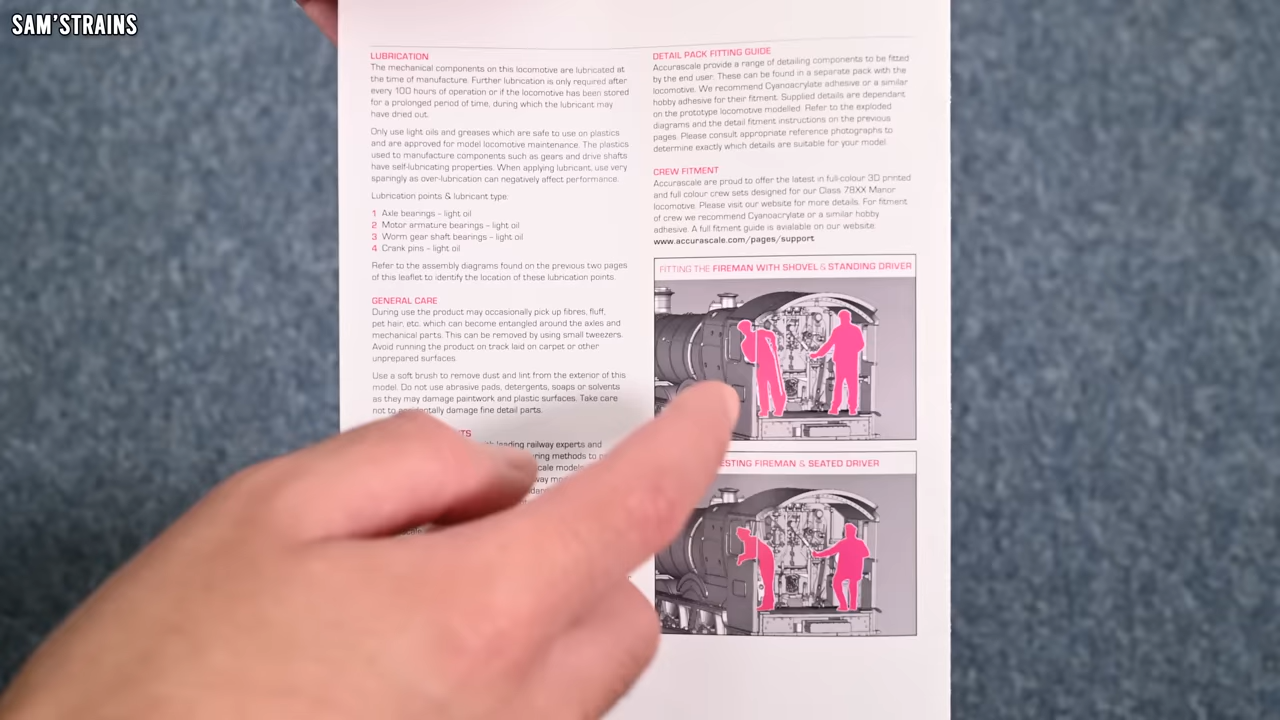 SAM'STRAINS
LUBRICATION
The mechanical components on this locomotive are lubricated at
the time of manufacture. Further lubrication is only required after
every 100 hours of operation or if the locomotive has been stored
for a prolonged period of time, during which the lubricant may
have dried out.
Only use light oils and greases which are safe to use on plastics
and are approved for model locomotive maintenance. The plastics
used to manufacture components such as gears and drive shafts
have self-lubricating properties. When applying lubricant, use very
sparingly as over-lubrication can negatively affect performance.
Lubrication points & lubricant type:
1 Axle bearings – light oil
2 Motor armature bearings – light oil
3 Worm gear shaft bearings – light oil
4 Crank pins – light oil
Refer to the assembly diagrams found on the previous two pages
of this leaflet to identify the location of these lubrication points.
GENERAL CARE
During use the product may occasionally pick up fibres, fluff,
pet hair, etc. which can become entangled around the axles and
mechanical parts. This can be removed by using small tweezers.
Avoid running the product on track laid on carpet or other
unprepared surfaces.
Use a soft brush to remove dust and lint from the exterior of this
model. Do not use abrasive pads, detergents, soaps or solvents
as they may damage paintwork and plastic surfaces. Take care
not to accidentally damage fine detail parts.
leading railway experts and
methods to
scale models
DETAIL PACK FITTING GUIDE
Accurascale provide a range of detailing components to be fitted
by the end user. These can be found in a separate pack with the
locomotive. We recommend Cyanoacrylate adhesive or a similar
hobby adhesive for their fitment. Supplied details are dependant
on the prototype locomotive modelled. Refer to the exploded
diagrams and the detail fitment instructions on the previous
pages. Please consult appropriate reference photographs to
determine exactly which details are suitable for your model.
CREW FITMENT
Accurascale are proud to offer the latest in full-colour 3D printed
and full colour crew sets designed for our Class 78XX Manor
locomotive. Please visit our website for more details. For fitment
of crew we recommend Cyanoacrylate or a similar hobby
adhesive. A full fitment guide is avialable on our website:
www.accurascale.com/pages/support
FITTING THE FIREMAN WITH SHOVEL & STANDING DRIVER
ESTING FIREMAN & SEATED DRIVER